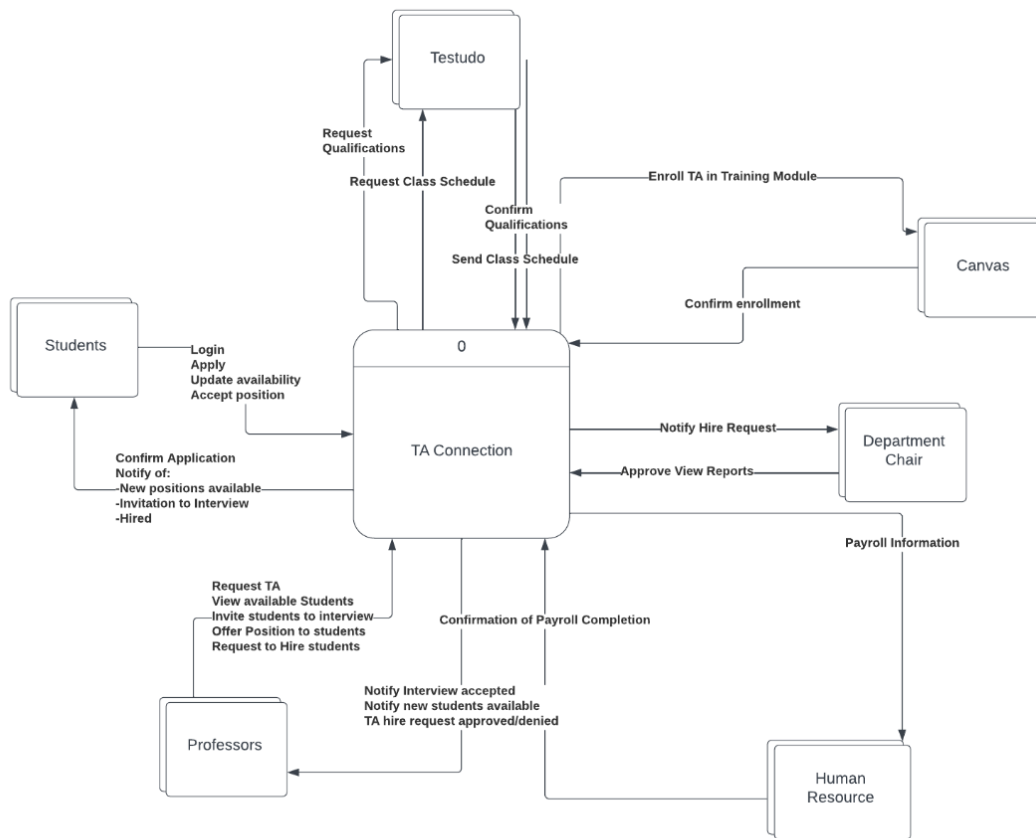 Testudo
Request
Qualifications
Request Class Schedule
Enroll TA in Training Module
Confirm
Qualifications
Send Class Schedule
Canvas
Confirm enrollment
Students
Login
Apply
Update availability
Accept position
0
TA Connection
Notify Hire Request
Department
Chair
Approve View Reports
Confirm Application
Notify of:
-New positions available
-Invitation to Interview
-Hired
Payroll Information
Request TA
View available Students
Invite students to interview
Offer Position to students
Request to Hire students
Confirmation of Payroll Completion
Notify Interview accepted
Notify new students available
TA hire request approved/denied
Professors
Human
Resource